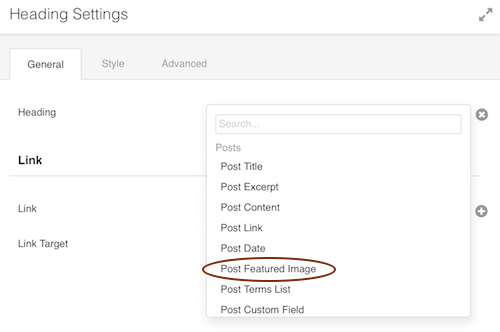 Heading Settings
General Style Advanced
Heading
Search...
Posts
Post Title
Post Excerpt
Link
Post Content
Link
Post Link
Post Date
Link Target
Post Featured Image
Post Terms List
Post Custom Field